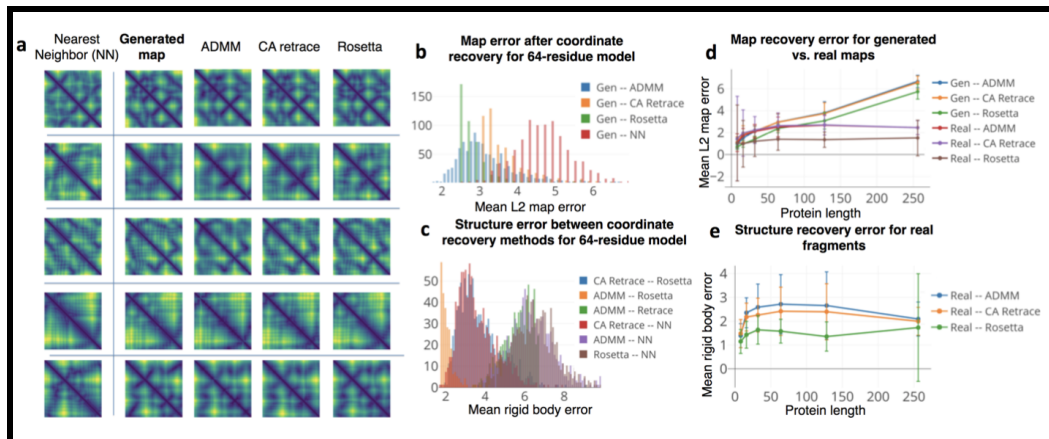 a
Nearest
Neighbor (NN)
Generated
map
ADMM
CA retrace
Rosetta
b
Map error after coordinate
recovery for 64-residue model
150
100
50
Gen -- ADMM
Gen -- CA Retrace
Gen -- Rosetta
Gen -- NN
2
3
4
5
6
Mean L2 map error
c
Structure error between coordinate
recovery methods for 64-residue model
50
40
30
20
10
0
CA Retrace -- Rosetta
ADMM -- Rosetta
ADMM -- Retrace
CA Retrace -- NN
ADMM -- NN
Rosetta -- NN
2
4
6
8
Mean rigid body error
d
Map recovery error for generated
vs. real maps
Mean L2 map error
6
4
2
0
−2
Gen -- ADMM
Gen -- CA Retrace
Gen -- Rosetta
Real -- ADMM
Real -- CA Retrace
Real -- Rosetta
0
50
100
150
200
250
Protein length
e
Structure recovery error for real
fragments
Mean rigid body error
4
3
2
1
0
Real -- ADMM
Real -- CA Retrace
Real -- Rosetta
0
50
100
150
200
250
Protein length